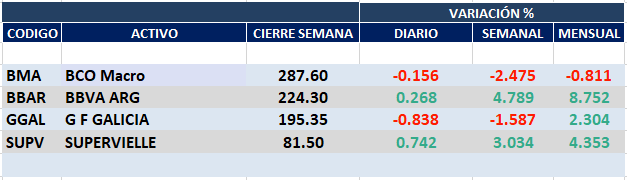 VARIACIÓN %
CODIGO ACTIVO CIERRE SEMANA DIARIO SEMANAL MENSUAL
BMA BCO Macro 287.60 -0.156 -2.475 -0.811
BBAR BBVA ARG 224.30 0.268 4.789 8.752
GGAL G F GALICIA 195.35 -0.838 -1.587 2.304
SUPV SUPERVIELLE 81.50 0.742 3.034 4.353